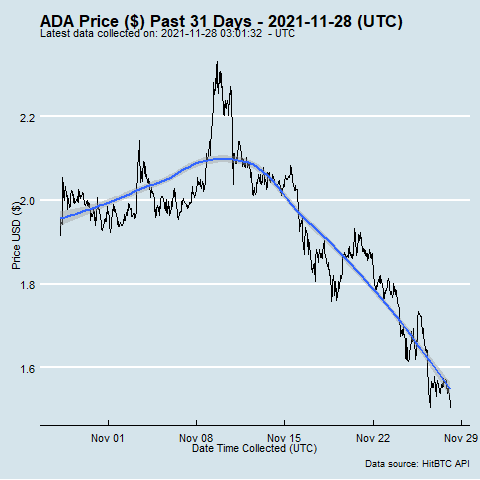 ADA Price ($) Past 31 Days - 2021-11-28 (UTC)
Latest data collected on: 2021-11-28 03:01:32 - UTC
Price USD ($)
2.2
2.0
1.8
1.6
Nov 01 Nov 08 Nov 15 Nov 22 Nov 29
Date Time Collected (UTC)
Data source: HitBTC API